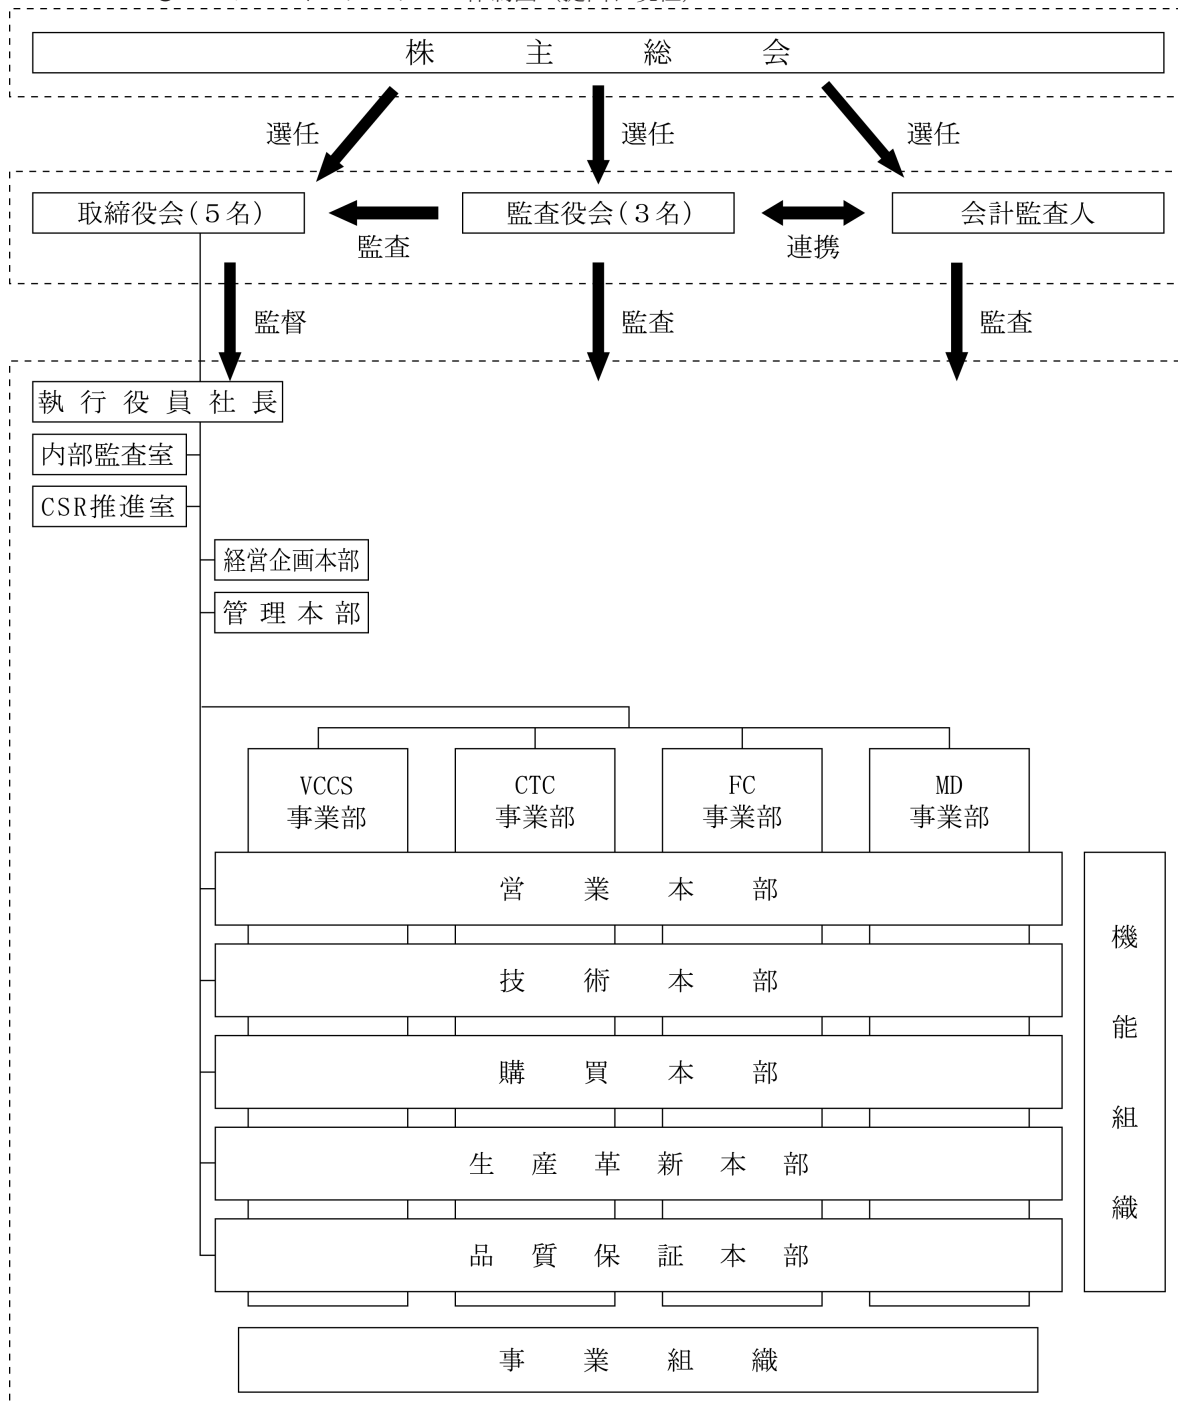 株主総会
選任
選任
選任
取締役会(5名)
監査役会(3名)
会計監査人
監査
連携
監督
監査
監査
執行役員社長
内部監査室
CSR推進室
経営企画本部
管理本部
VCCS
事業部
CTC
事業部
FC
事業部
MD
事業部
営業本部
技術本部
購買本部
生産革新本部
品質保証本部
機能組織
事業組織